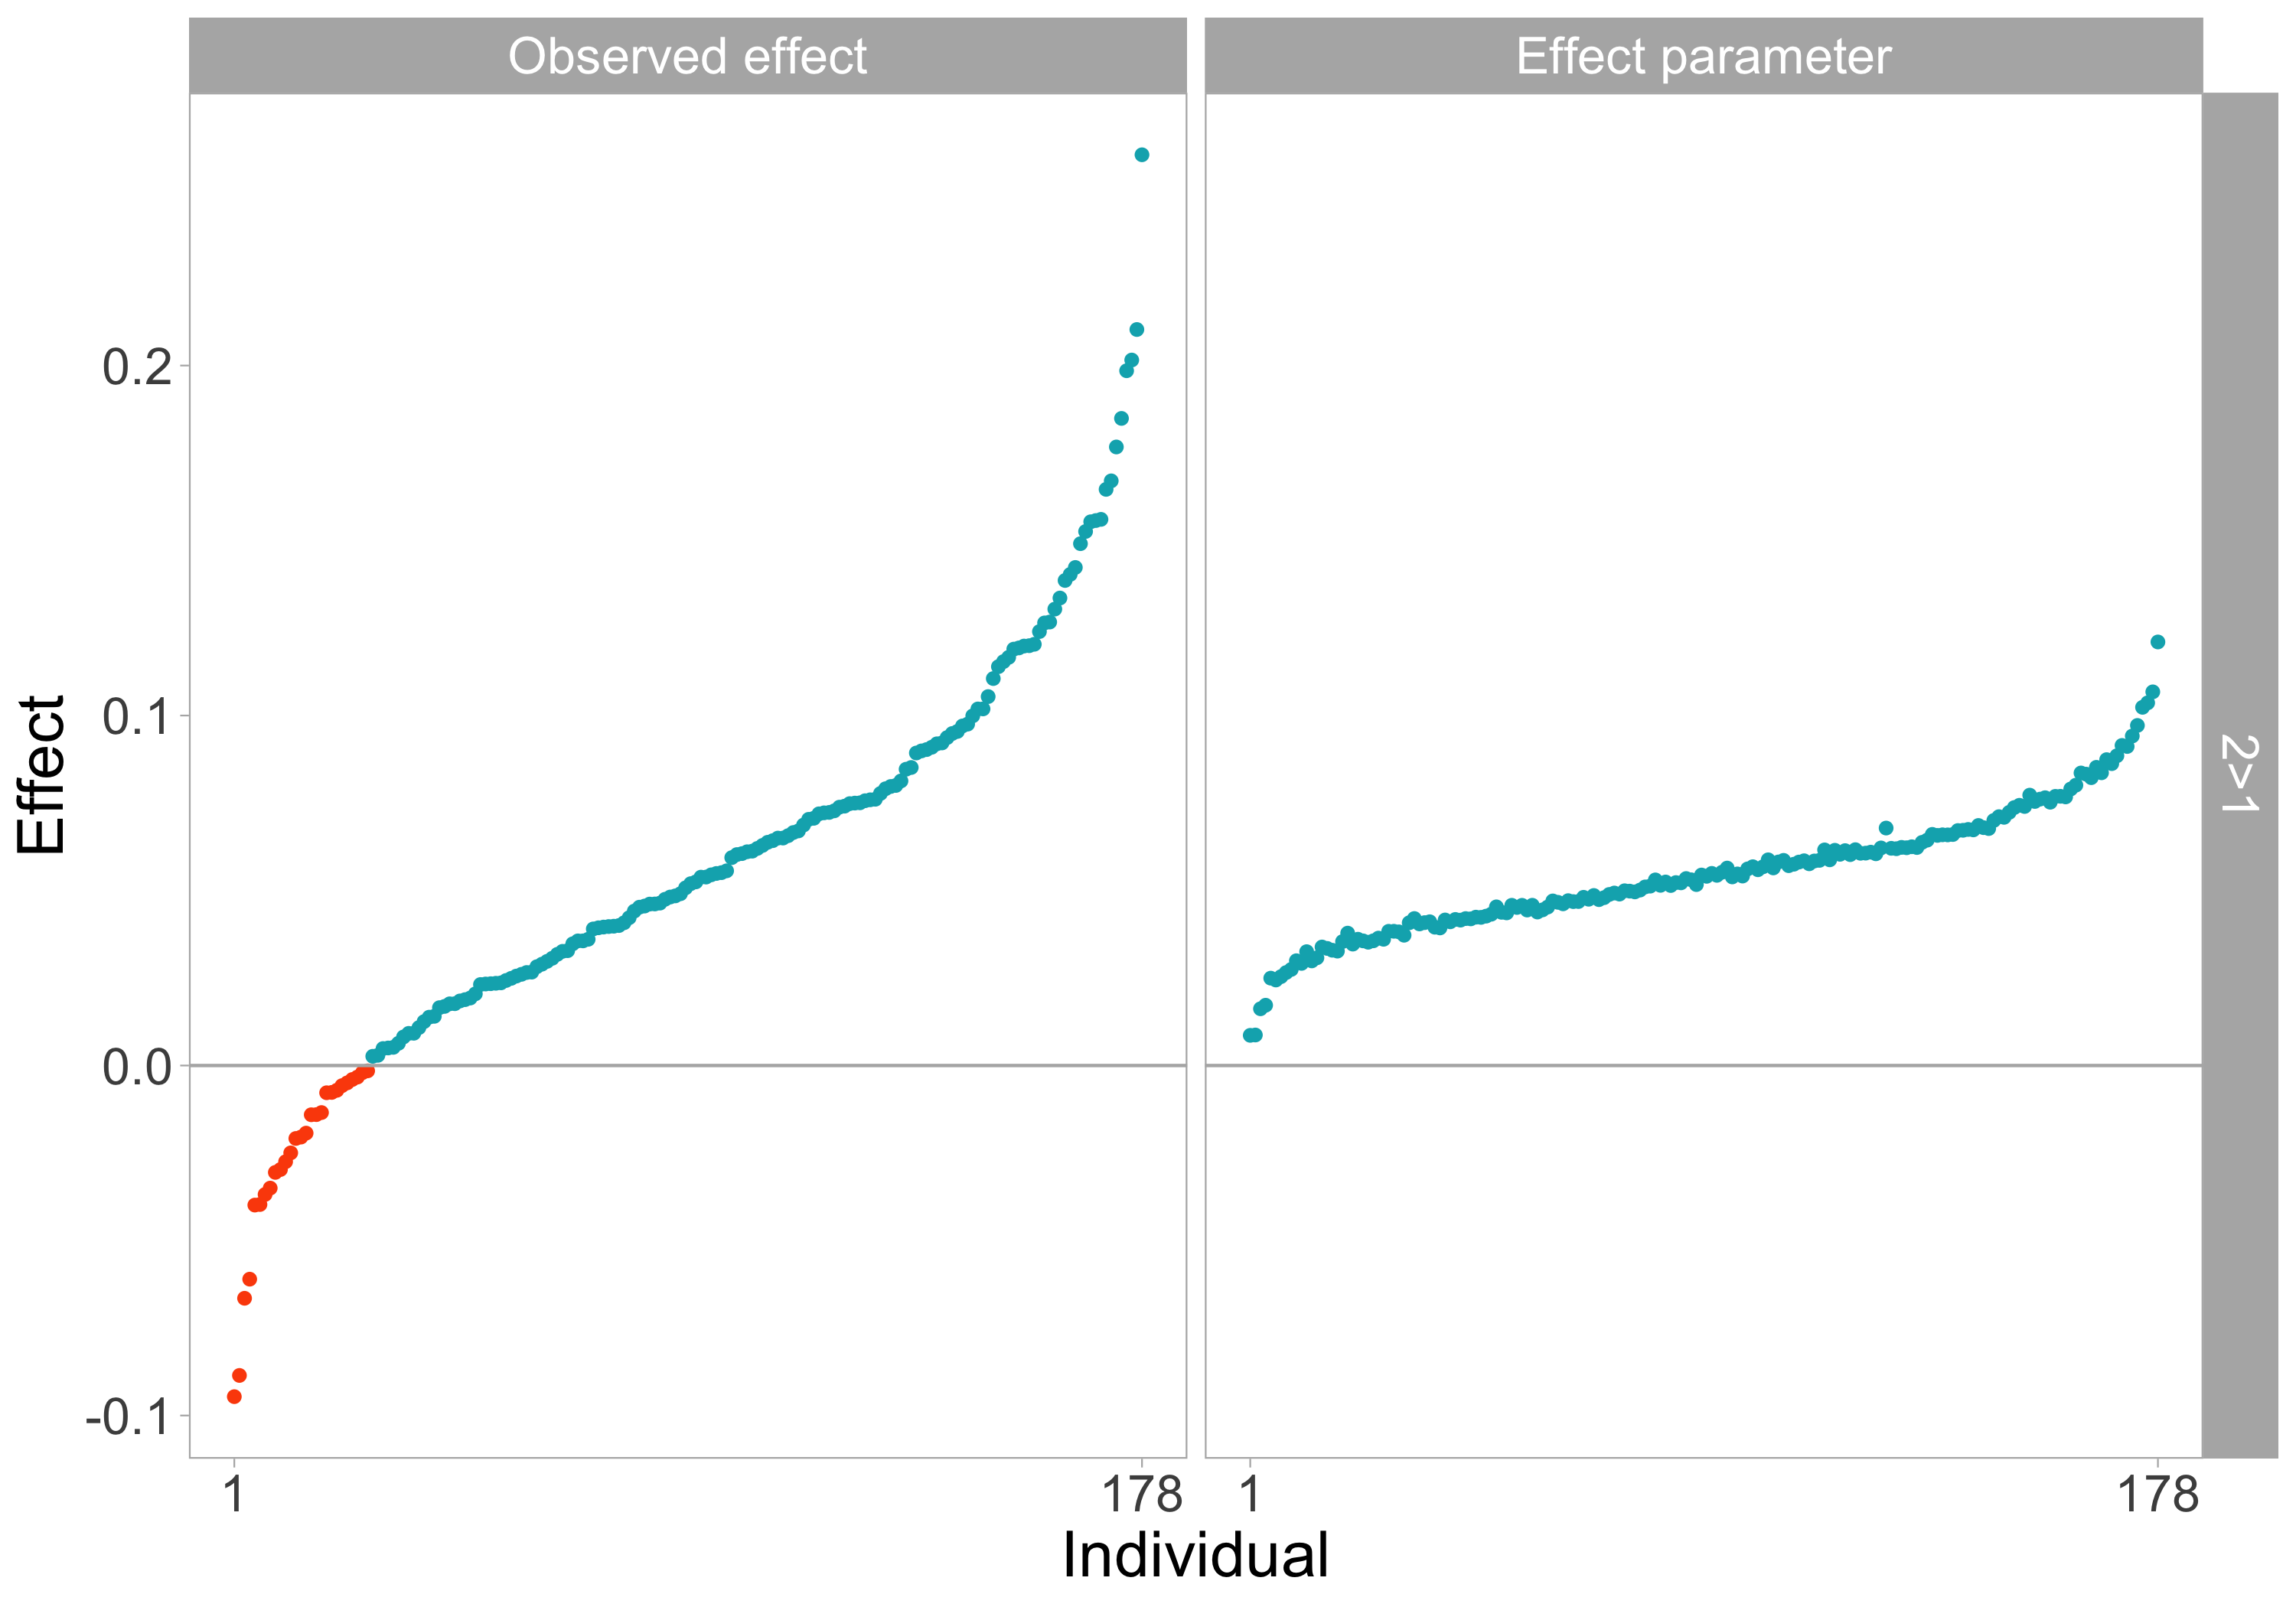 Observed effect
Effect parameter
Effect
0.2
0.1
0.0
-0.1
2>1
1
178
1
178
Individual